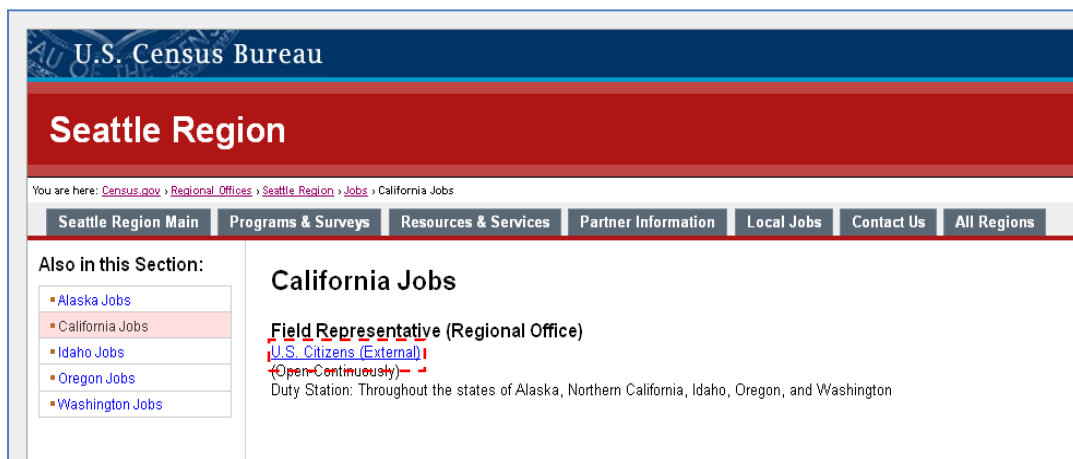 U.S. Census Bureau
Seattle Region
You are here: Census.gov › Regional Offices › Seattle Region › Jobs › California Jobs
Seattle Region Main Programs & Surveys Resources & Services Partner Information Local Jobs Contact Us All Regions
Also in this Section:
Alaska Jobs
California Jobs
Idaho Jobs
Oregon Jobs
Washington Jobs
California Jobs
Field Representative (Regional Office)
U.S. Citizens (External)
(Open Continuously)
Duty Station: Throughout the states of Alaska, Northern California, Idaho, Oregon, and Washington